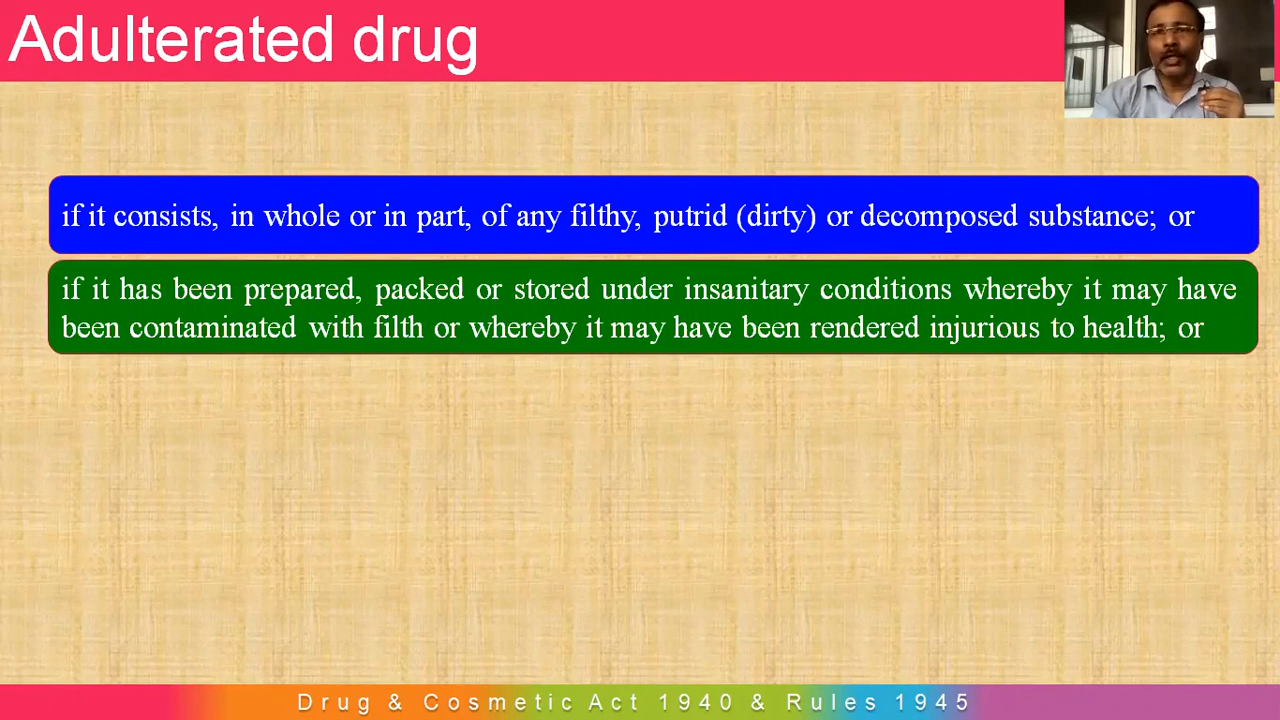 Adulterated drug
if it consists, in whole or in part, of any filthy, putrid (dirty) or decomposed substance; or
if it has been prepared, packed or stored under insanitary conditions whereby it may have
been contaminated with filth or whereby it may have been rendered injurious to health; or
Drug & Cosmetic Act 1940 & Rules 1945